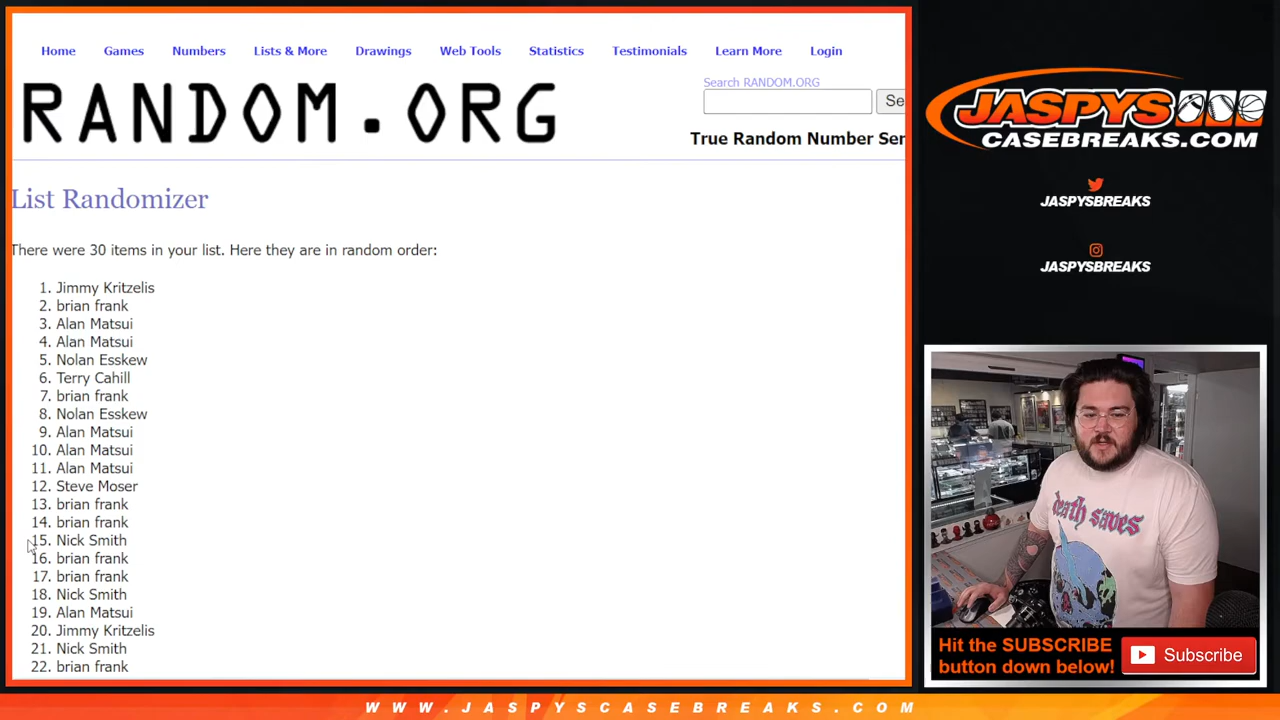 Home Games Numbers Lists & More Drawings Web Tools Statistics Testimonials Learn More Login
RANDOM.ORG
Search RANDOM.ORG
Se
True Random Number Ser
List Randomizer
There were 30 items in your list. Here they are in random order:
1. Jimmy Kritzelis
2. brian frank
3. Alan Matsui
4. Alan Matsui
5. Nolan Esskew
6. Terry Cahill
7. brian frank
8. Nolan Esskew
9. Alan Matsui
10. Alan Matsui
11. Alan Matsui
12. Steve Moser
13. brian frank
14. brian frank
15. Nick Smith
16. brian frank
17. brian frank
18. Nick Smith
19. Alan Matsui
20. Jimmy Kritzelis
21. Nick Smith
22. brian frank
JASPYS
CASEBREAKS.COM
JASPYSBREAKS
JASPYSBREAKS
death saves
Hit the SUBSCRIBE
button down below!
Subscribe
WWW.JASPYSCASEBREAKS.COM